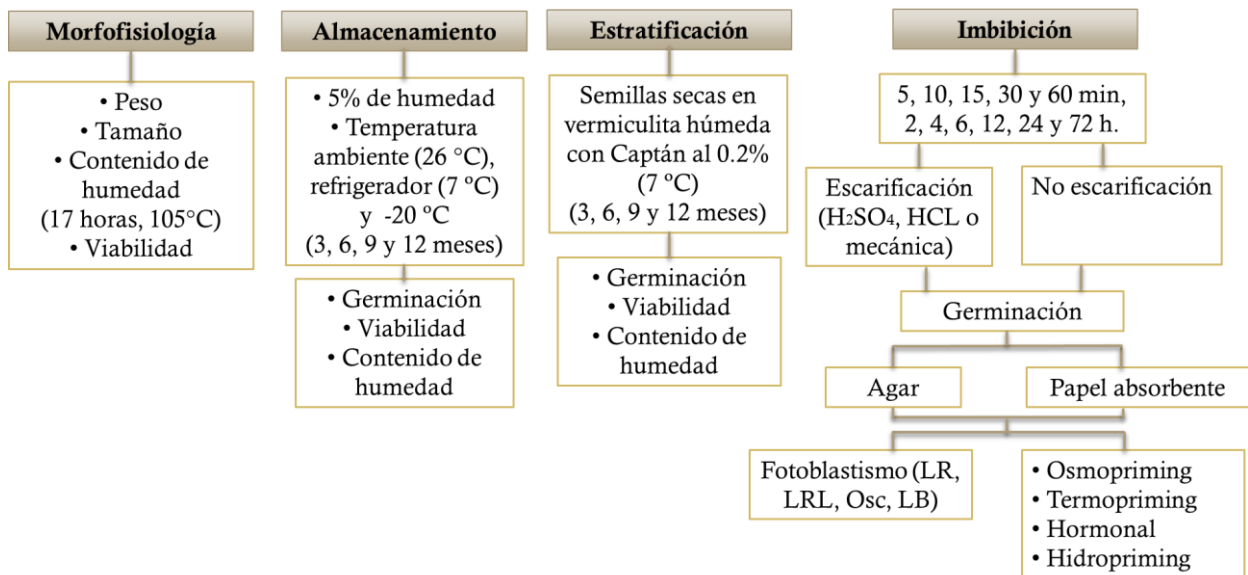 Morfofisiología
• Peso
• Tamaño
• Contenido de
humedad
(17 horas, 105°C)
• Viabilidad
Almacenamiento
• 5% de humedad
• Temperatura
ambiente (26 °C),
refrigerador (7 ºC)
y -20 ºC
(3, 6, 9 y 12 meses)
• Germinación
• Viabilidad
• Contenido de
humedad
Estratificación
Semillas secas en
vermiculita húmeda
con Captán al 0.2%
(7 ºC)
(3, 6, 9 y 12 meses)
• Germinación
• Viabilidad
• Contenido de
humedad
Imbibición
5, 10, 15, 30 y 60 min,
2, 4, 6, 12, 24 y 72 h.
Escarificación
(H₂SO₄, HCL o
mecánica)
No escarificación
Germinación
Agar
Papel absorbente
Fotoblastismo (LR,
LRL, Osc, LB)
• Osmopriming
• Termopriming
• Hormonal
• Hidropriming